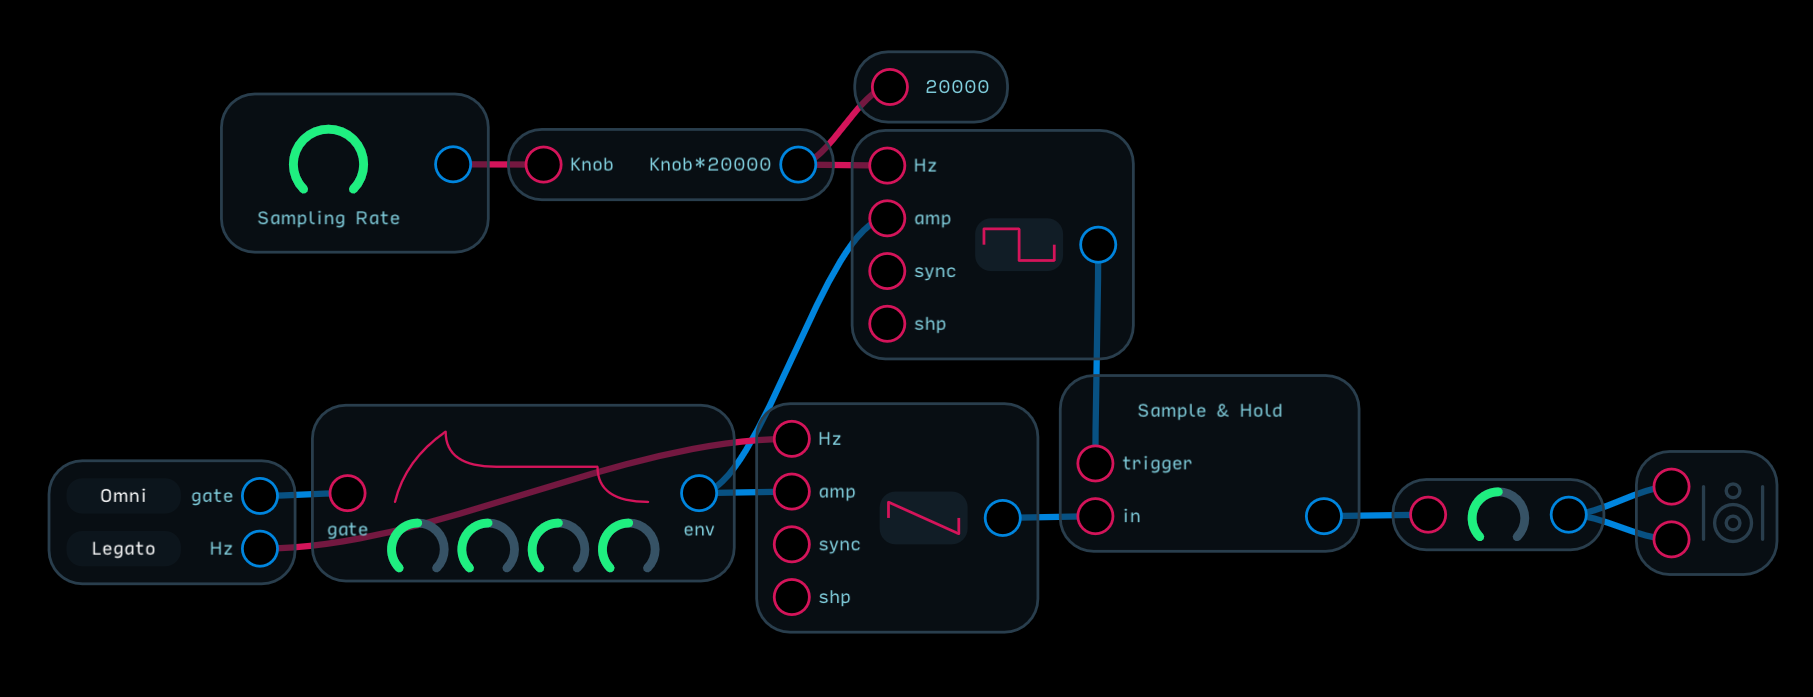 20000
Sampling Rate
Knob Knob*20000
Hz
amp
sync
shp
Omni gate
Legato Hz
gate
env
Hz
amp
sync
shp
Sample & Hold
trigger
in